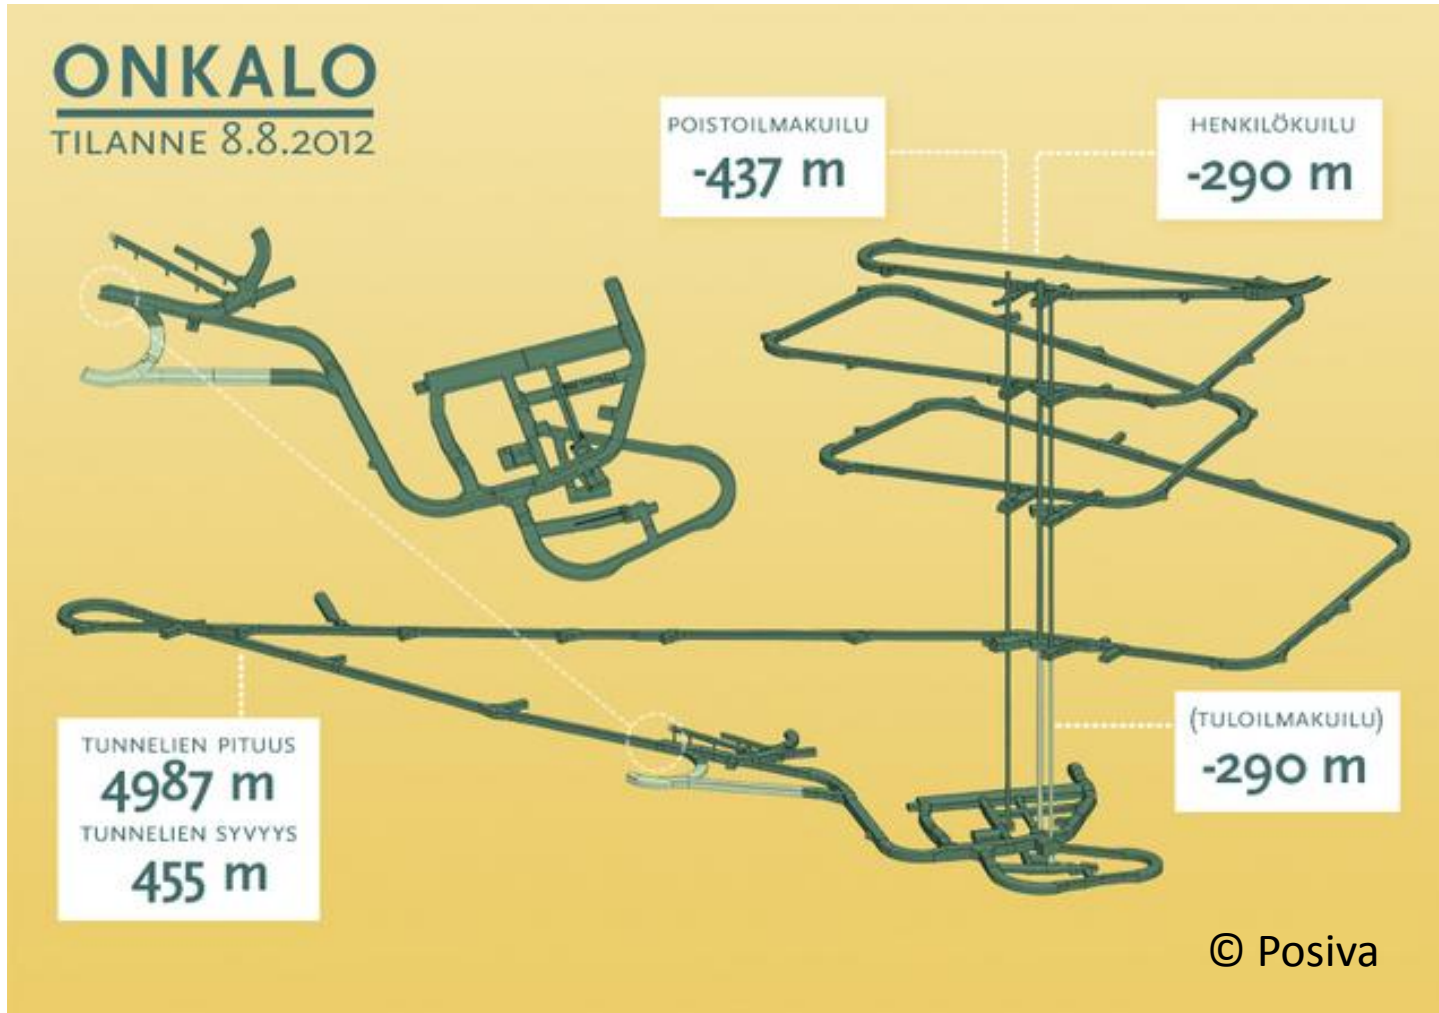 ONKALO
TILANNE 8.8.2012
POISTOILMAKUILU
-437 m
HENKILÖKUILU
-290 m
(TULOILMAKUILU)
-290 m
TUNNELIEN PITUUS
4987 m
TUNNELIEN SYVYYS
455 m
© Posiva